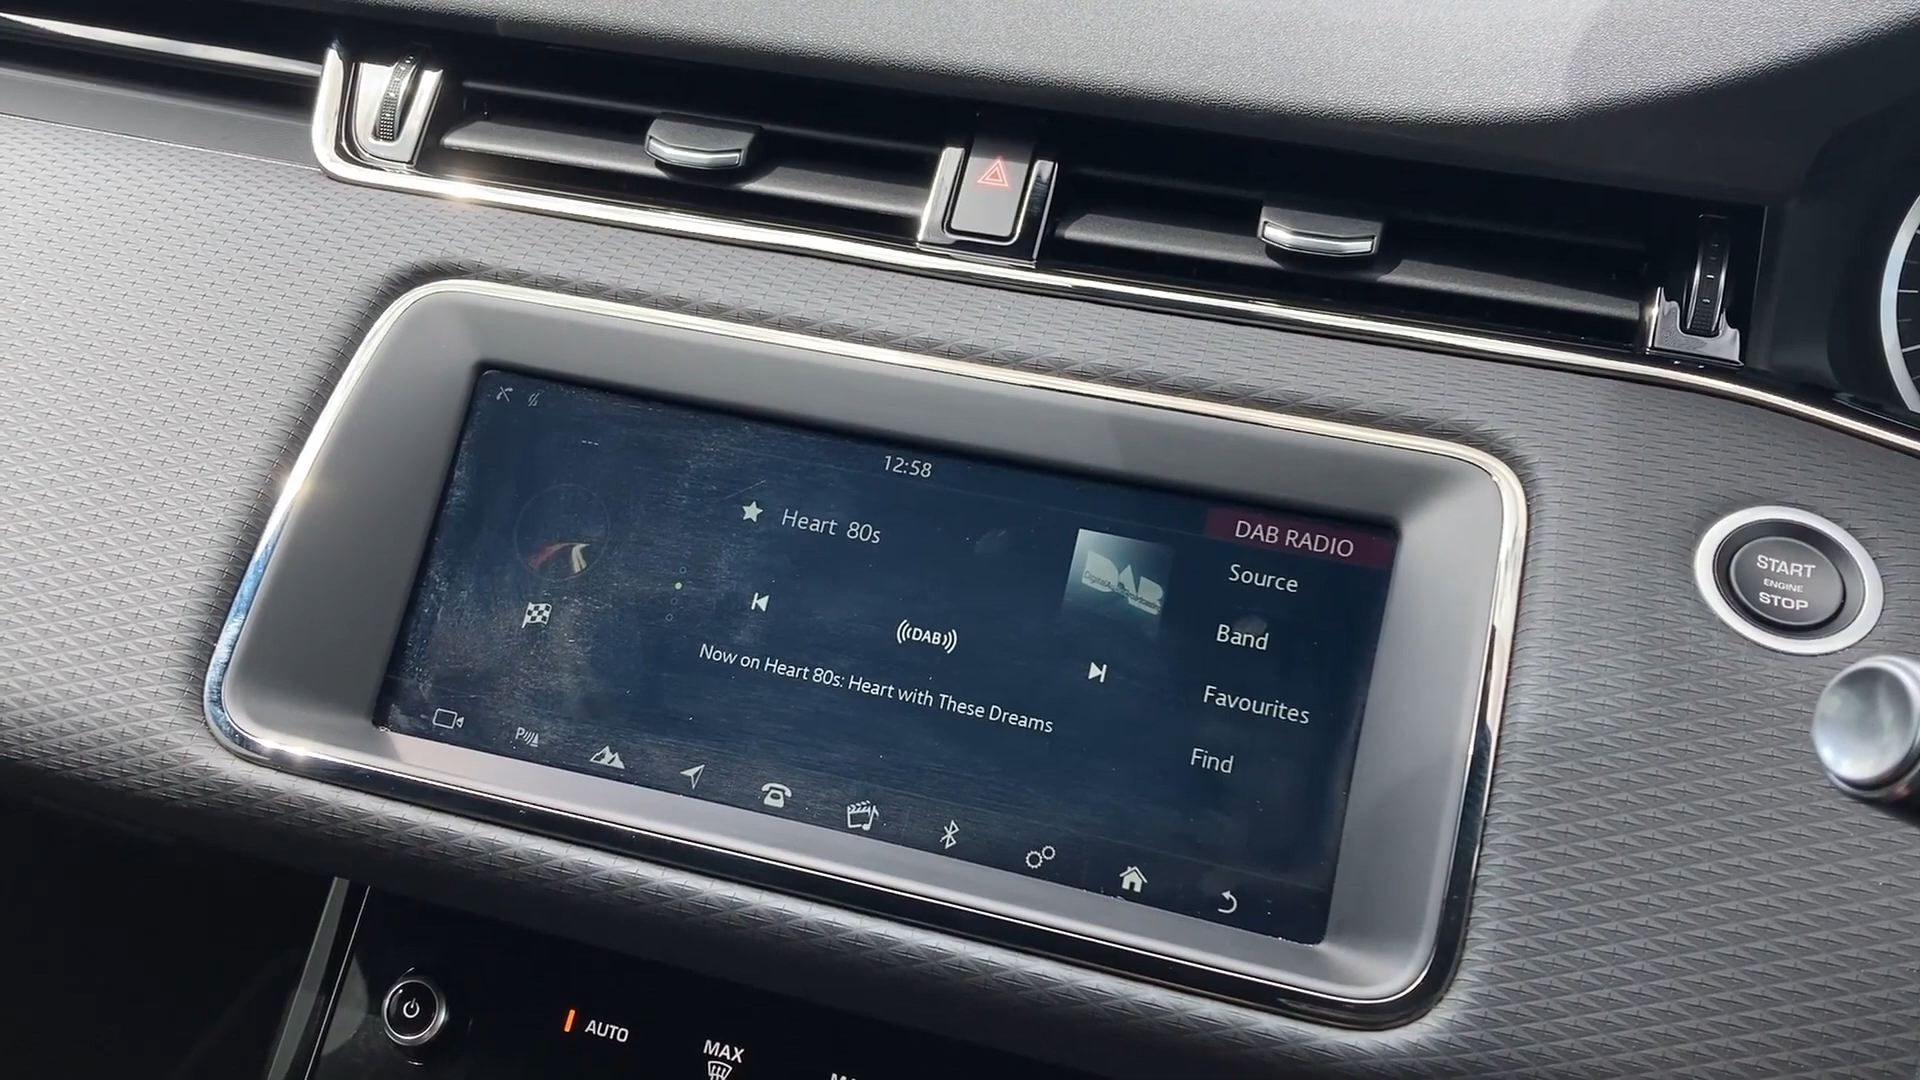 12:58
Heart 80s
DAB RADIO
Source
DAB
Band
DAB
Now on Heart 80s: Heart with These Dreams
Favourites
Find
P
START
ENGINE
STOP
AUTO
MAX